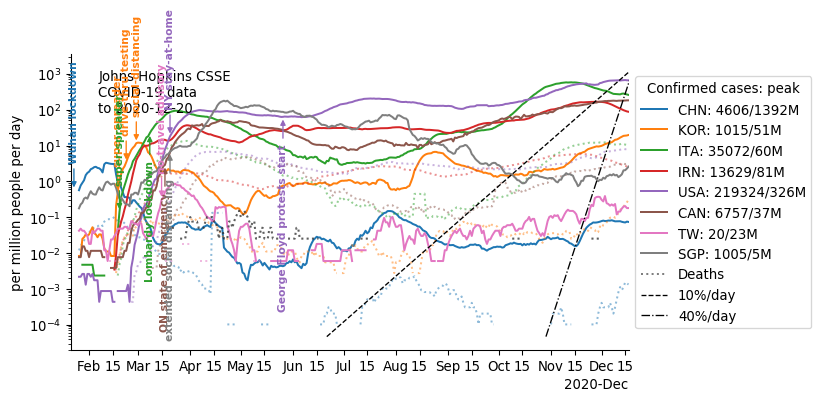 Johns Hopkins CSSE
COVID-19 data
to 2020-12-20
Wuhan lockdown
drive-thru testing
social-distancing
Lombardy lockdown
stay-at-home
ON state of emergency
extended social distancing
George Floyd protests start
per million people per day
10³
10²
10¹
10⁰
10⁻¹
10⁻²
10⁻³
10⁻⁴
Feb 15 Mar 15 Apr 15 May 15 Jun 15 Jul 15 Aug 15 Sep 15 Oct 15 Nov 15 Dec 15
2020-Dec
Confirmed cases: peak
CHN: 4606/1392M
KOR: 1015/51M
ITA: 35072/60M
IRN: 13629/81M
USA: 219324/326M
CAN: 6757/37M
TW: 20/23M
SGP: 1005/5M
Deaths
10%/day
40%/day